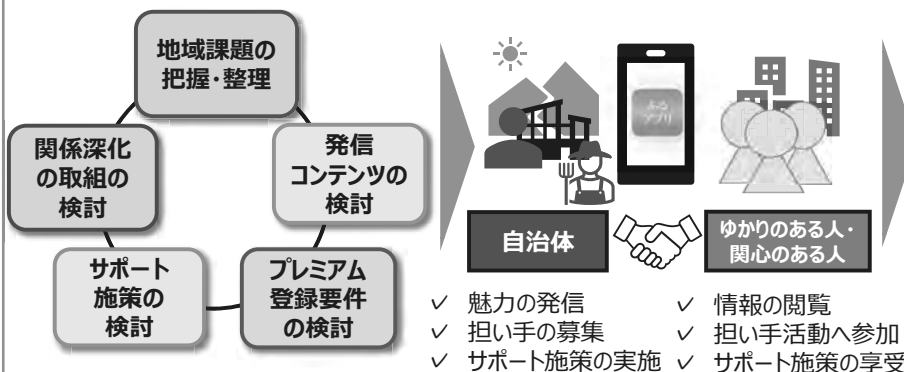 地域課題の
把握・整理
発信
コンテンツの
検討
プレミアム
登録要件
の検討
サポート
施策の
検討
関係深化
の取組の
検討
ふる
アプリ
自治体
ゆかりのある人・
関心のある人
✓ 魅力の発信
✓ 担い手の募集
✓ サポート施策の実施
✓ 情報の閲覧
✓ 担い手活動へ参加
✓ サポート施策の享受